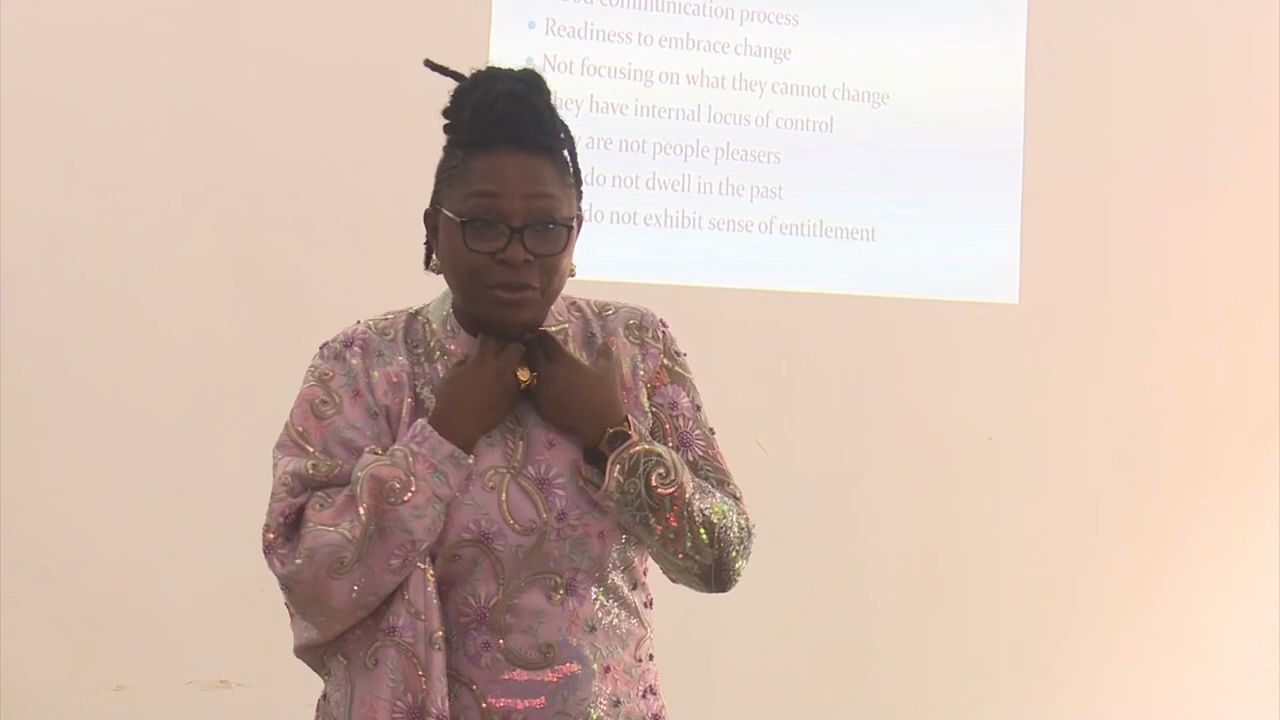 communication process
Readiness to embrace change
Not focusing on what they cannot change
they have internal locus of control
are not people pleasers
do not dwell in the past
do not exhibit sense of entitlement